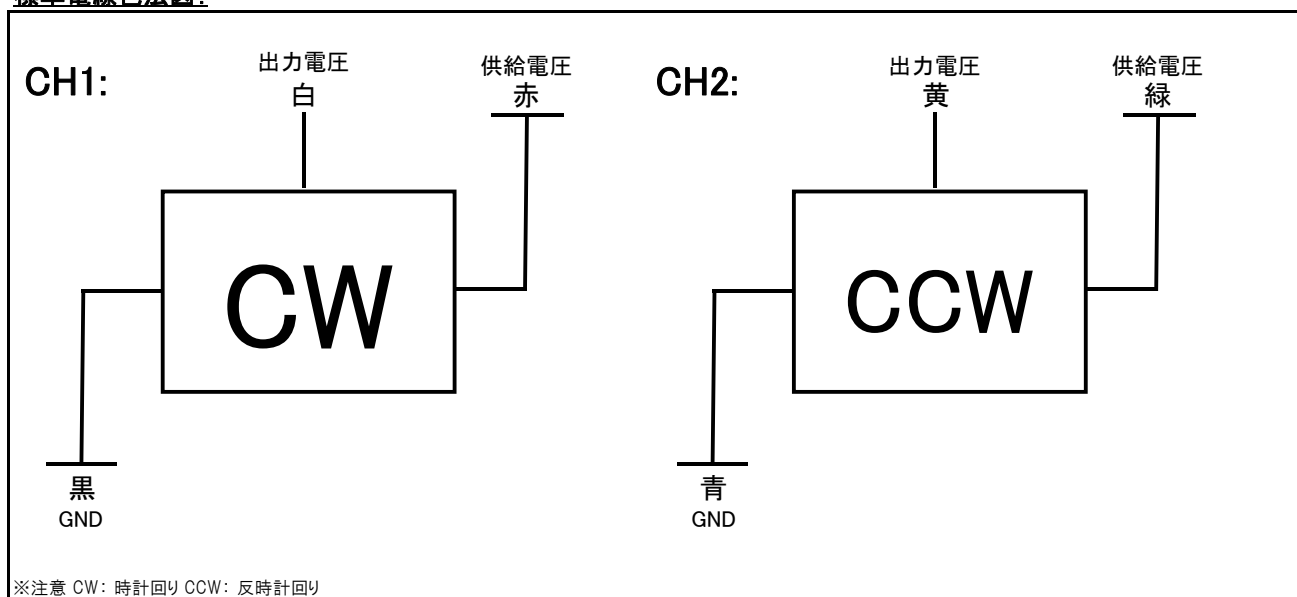 CH1:
出力電圧
白
供給電圧
赤
CW
黒
GND
CH2:
出力電圧
黄
供給電圧
緑
CCW
青
GND
※注意 CW: 時計回り CCW: 反時計回り